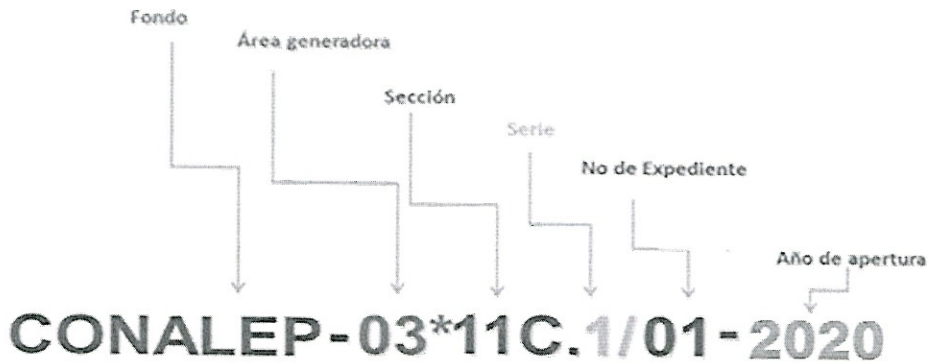 Fondo
Área generadora
Sección
Serie
No de Expediente
Año de apertura
CONALEP-03*11C.1/01-2020